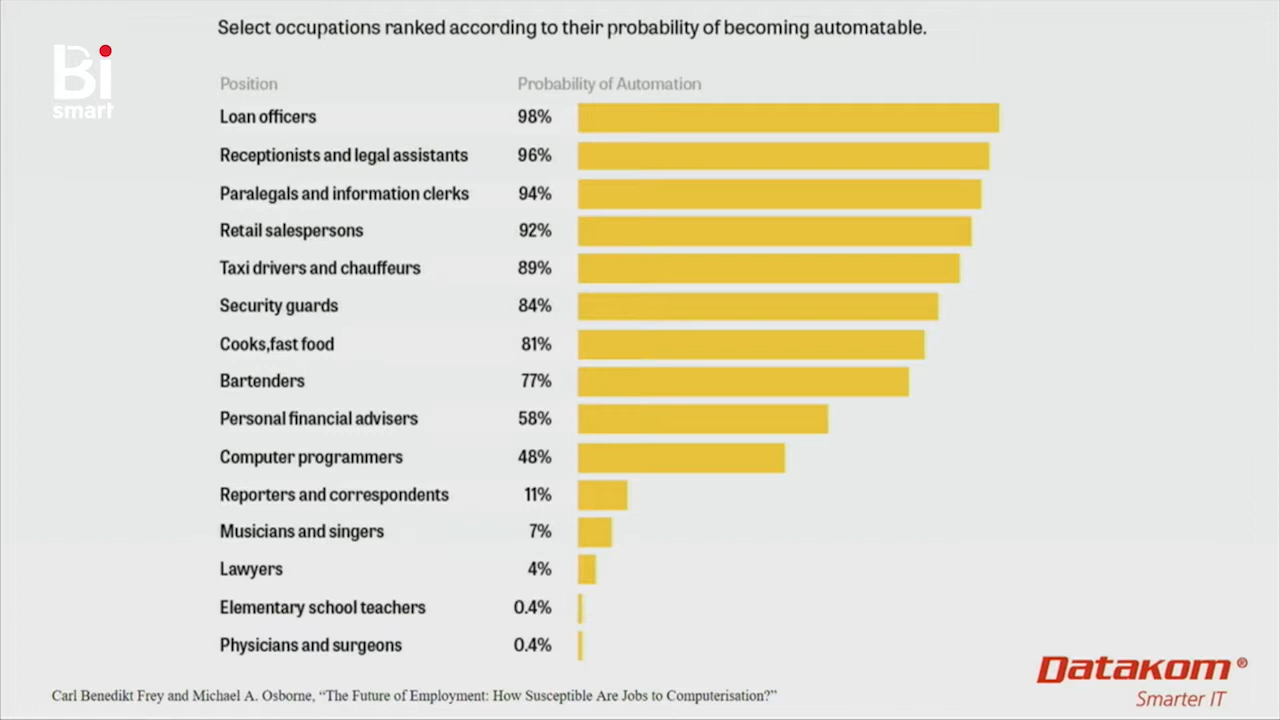 Select occupations ranked according to their probability of becoming automatable.
Bi
smart
Position Probability of Automation
Loan officers 98%
Receptionists and legal assistants 96%
Paralegals and information clerks 94%
Retail salespersons 92%
Taxi drivers and chauffeurs 89%
Security guards 84%
Cooks,fast food 81%
Bartenders 77%
Personal financial advisers 58%
Computer programmers 48%
Reporters and correspondents 11%
Musicians and singers 7%
Lawyers 4%
Elementary school teachers 0.4%
Physicians and surgeons 0.4%
Datakom®
Smarter IT
Carl Benedikt Frey and Michael A. Osborne, “The Future of Employment: How Susceptible Are Jobs to Computerisation?”